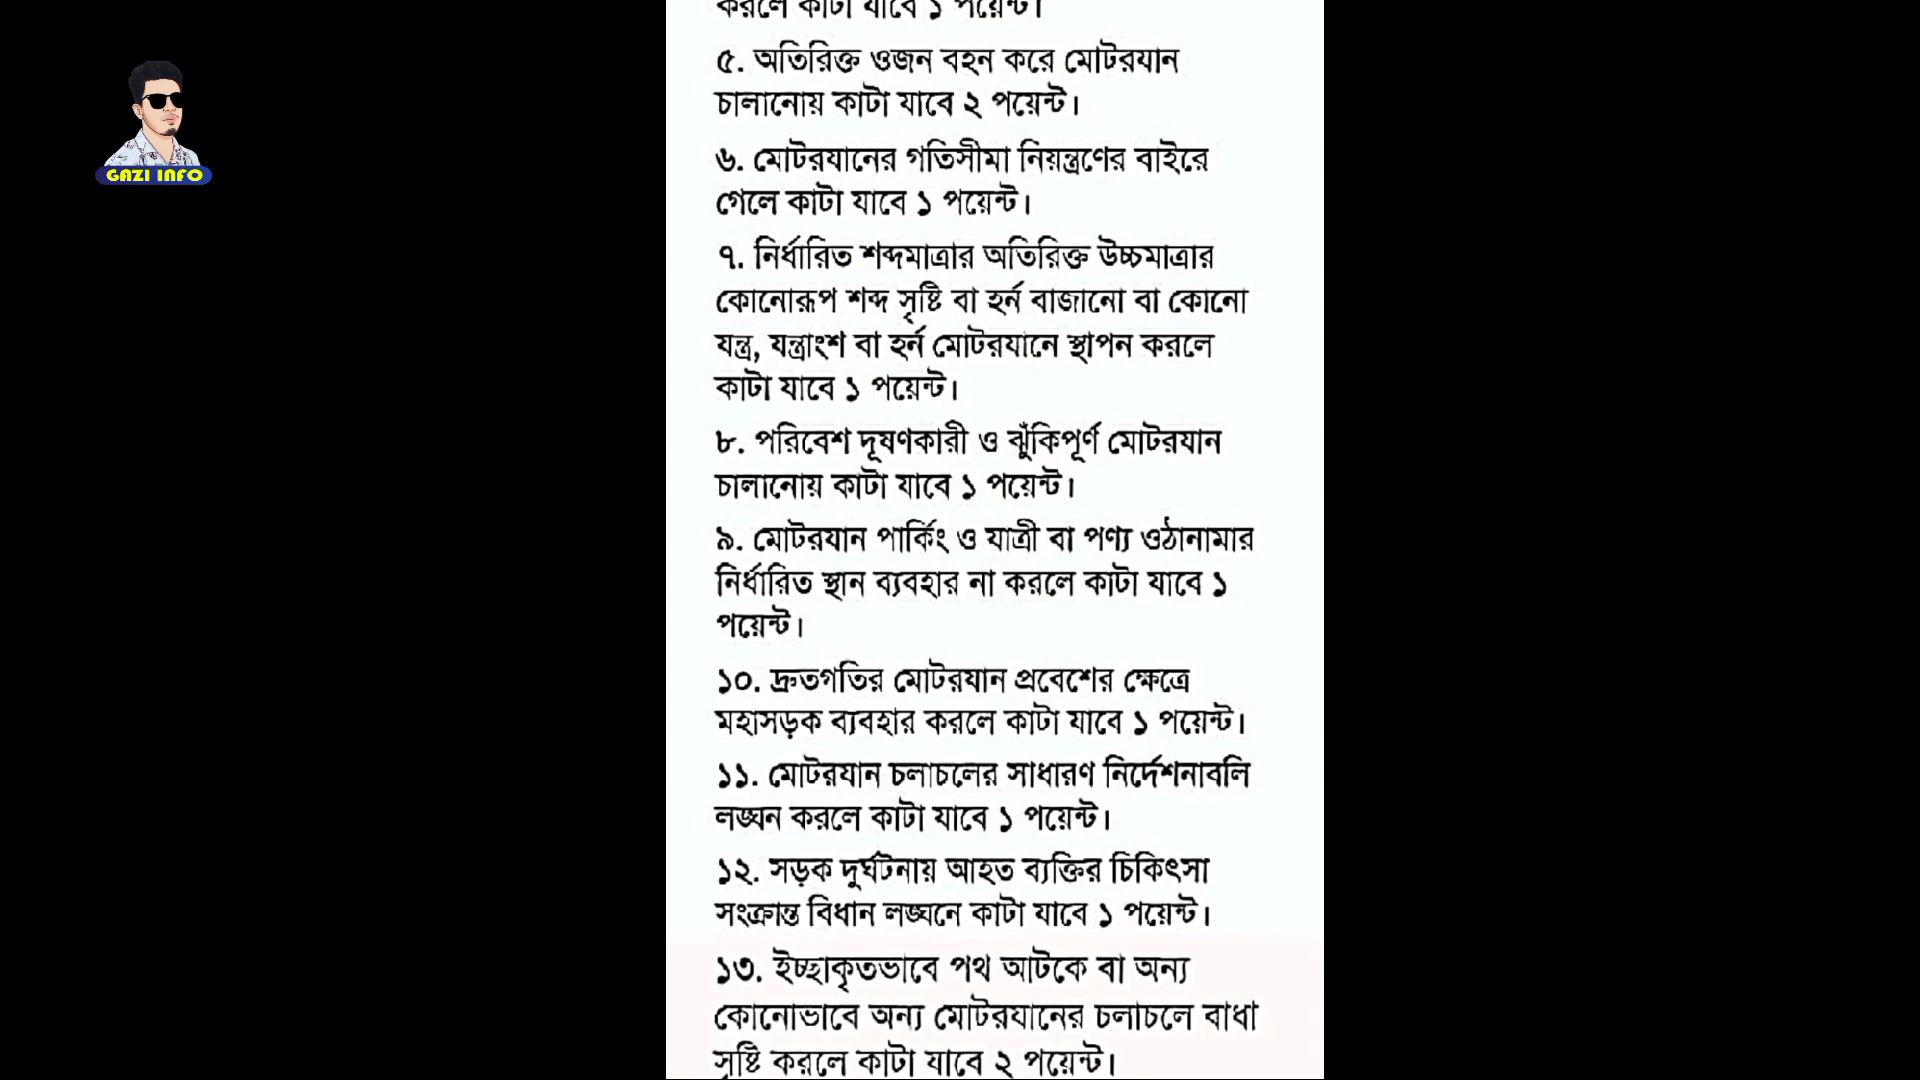 GAZI INFO
করলে কাটা যাবে ১ পয়েন্ট।
৫. অতিরিক্ত ওজন বহন করে মোটরযান
চালানোয় কাটা যাবে ২ পয়েন্ট।
৬. মোটরযানের গতিসীমা নিয়ন্ত্রণের বাইরে
গেলে কাটা যাবে ১ পয়েন্ট।
৭. নির্ধারিত শব্দমাত্রার অতিরিক্ত উচ্চমাত্রার
কোনোরূপ শব্দ সৃষ্টি বা হর্ন বাজানো বা কোনো
যন্ত্র, যন্ত্রাংশ বা হর্ন মোটরযানে স্থাপন করলে
কাটা যাবে ১ পয়েন্ট।
৮. পরিবেশ দূষণকারী ও ঝুঁকিপূর্ণ মোটরযান
চালানোয় কাটা যাবে ১ পয়েন্ট।
৯. মোটরযান পার্কিং ও যাত্রী বা পণ্য ওঠানামার
নির্ধারিত স্থান ব্যবহার না করলে কাটা যাবে ১
পয়েন্ট।
১০. দ্রুতগতির মোটরযান প্রবেশের ক্ষেত্রে
মহাসড়ক ব্যবহার করলে কাটা যাবে ১ পয়েন্ট।
১১. মোটরযান চলাচলের সাধারণ নির্দেশনাবলি
লঙ্ঘন করলে কাটা যাবে ১ পয়েন্ট।
১২. সড়ক দুর্ঘটনায় আহত ব্যক্তির চিকিৎসা
সংক্রান্ত বিধান লঙ্ঘনে কাটা যাবে ১ পয়েন্ট।
১৩. ইচ্ছাকৃতভাবে পথ আটকে বা অন্য
কোনোভাবে অন্য মোটরযানের চলাচলে বাধা
সৃষ্টি করলে কাটা যাবে ২ পয়েন্ট।